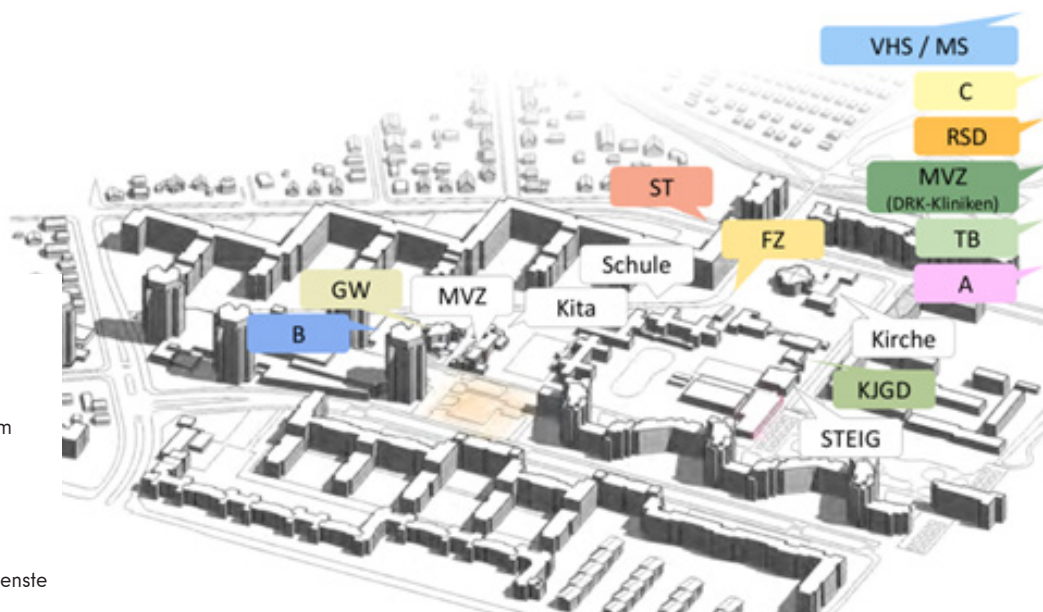 VHS / MS
C
RSD
MVZ
(DRK-Kliniken)
TB
A
ST
FZ
Schule
GW
MVZ
Kita
B
Kirche
KJGD
STEIG
m
enste